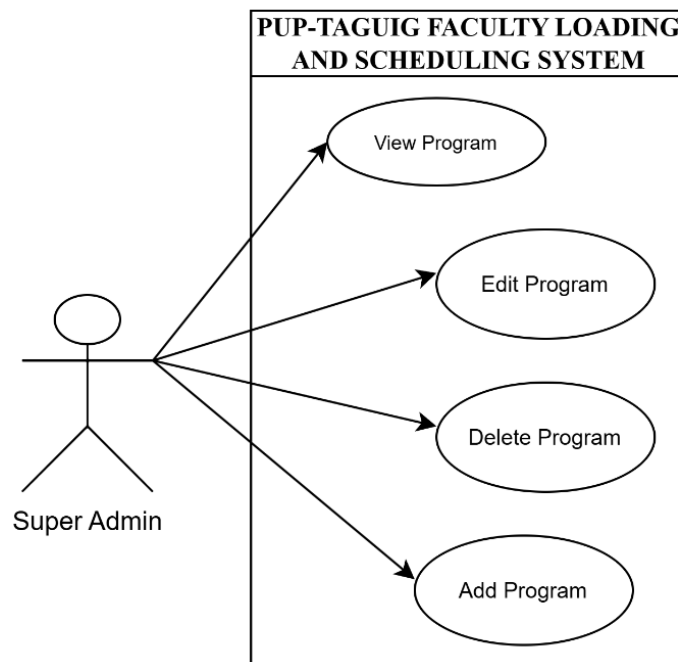 PUP-TAGUIG FACULTY LOADING
AND SCHEDULING SYSTEM
View Program
Edit Program
Delete Program
Super Admin
Add Program